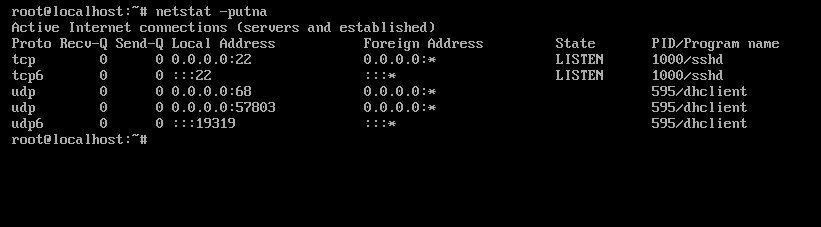 root@localhost:~# netstat -putna
Active Internet connections (servers and established)
Proto Recv-Q Send-Q Local Address           Foreign Address         State       PID/Program name
tcp        0      0 0.0.0.0:22              0.0.0.0:*               LISTEN      1000/sshd
tcp6       0      0 :::22                   :::*                    LISTEN      1000/sshd
udp        0      0 0.0.0.0:68              0.0.0.0:*                           595/dhclient
udp        0      0 0.0.0.0:57803           0.0.0.0:*                           595/dhclient
udp6       0      0 :::19319                :::*                                595/dhclient
root@localhost:~#